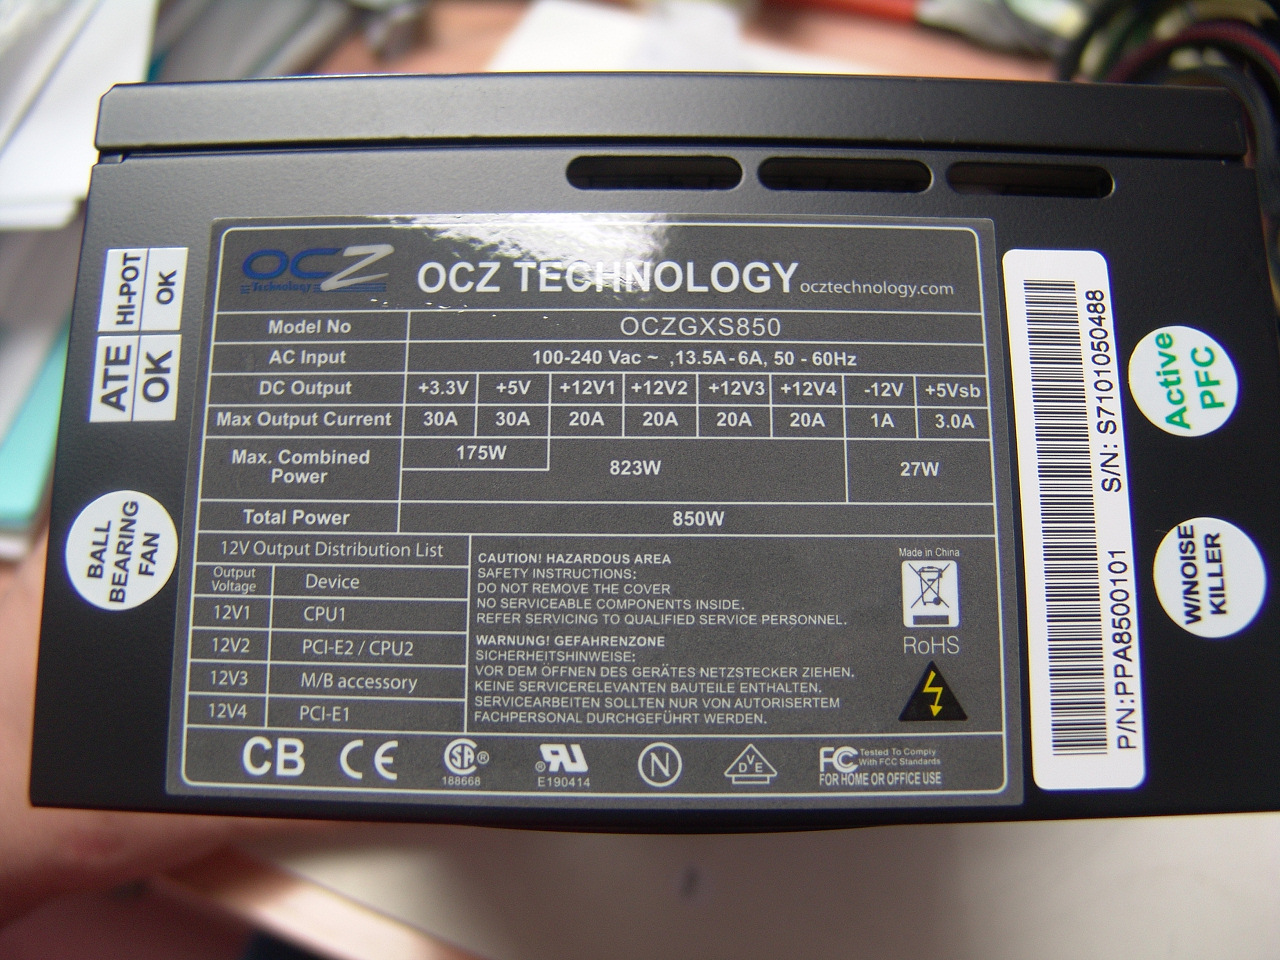 OCZ
Technology
OCZ TECHNOLOGY ocztechnology.com
Model No OCZGXS850
AC Input 100-240 Vac ~ ,13.5A-6A, 50 - 60Hz
DC Output +3.3V +5V +12V1 +12V2 +12V3 +12V4 -12V +5Vsb
Max Output Current 30A 30A 20A 20A 20A 20A 1A 3.0A
Max. Combined Power 175W 823W 27W
Total Power 850W
12V Output Distribution List
Output Voltage Device
12V1 CPU1
12V2 PCI-E2 / CPU2
12V3 M/B accessory
12V4 PCI-E1
CAUTION! HAZARDOUS AREA
SAFETY INSTRUCTIONS:
DO NOT REMOVE THE COVER
NO SERVICEABLE COMPONENTS INSIDE.
REFER SERVICING TO QUALIFIED SERVICE PERSONNEL.
WARNUNG! GEFAHRENZONE
SICHERHEITSHINWEISE:
VOR DEM ÖFFNEN DES GERÄTES NETZSTECKER ZIEHEN.
KEINE SERVICERELEVANTEN BAUTEILE ENTHALTEN.
SERVICEARBEITEN SOLLTEN NUR VON AUTORISERTEM
FACHPERSONAL DURCHGEFÜHRT WERDEN.
Made in China
RoHS
CB CE SA® 188668 ®UR E190414 N DVE FC Tested To Comply
With FCC Standards
FOR HOME OR OFFICE USE
HI-POT OK
ATE OK
BALL
BEARING
FAN
S/N: S7101050488
P/N:PPA8500101
Active
PFC
W/NOISE
KILLER